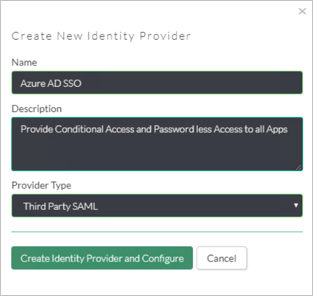 ×
Create New Identity Provider
Name
Azure AD SSO
Description
Provide Conditional Access and Password less Access to all Apps
Provider Type
Third Party SAML
Create Identity Provider and Configure Cancel